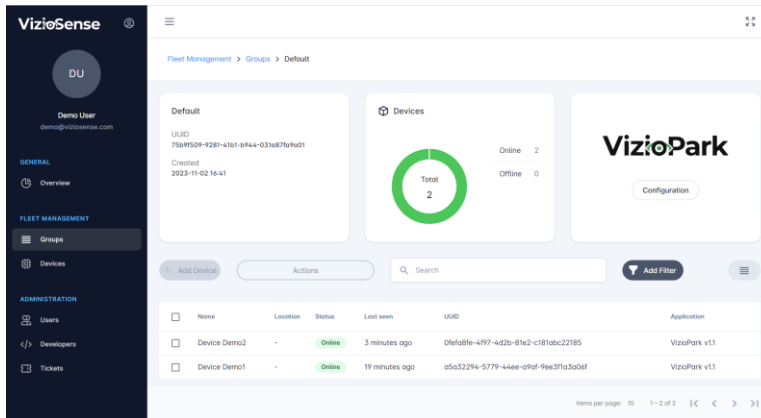 VizioSense
DU
Demo User
demo@viziosense.com
GENERAL
Overview
FLEET MANAGEMENT
Groups
Devices
ADMINISTRATION
Users
Developers
Tickets
Fleet Management > Groups > Default
Default
UUID
75b9f509-9281-41b1-b944-031a87fa9a01
Created
2023-11-02 16:41
Devices
Total
2
Online 2
Offline 0
VizioPark
Configuration
+ Add Device
Actions
Search
Add Filter
Name Location Status Last seen UUID Application
Device Demo2 - Online 3 minutes ago 0fefa8fe-4f97-4d2b-81e2-c181abc22185 VizioPark v1.1
Device Demo1 - Online 19 minutes ago a5a32294-5779-44ee-a9af-9ee3f1a3a06f VizioPark v1.1
Items per page: 10 1 - 2 of 2